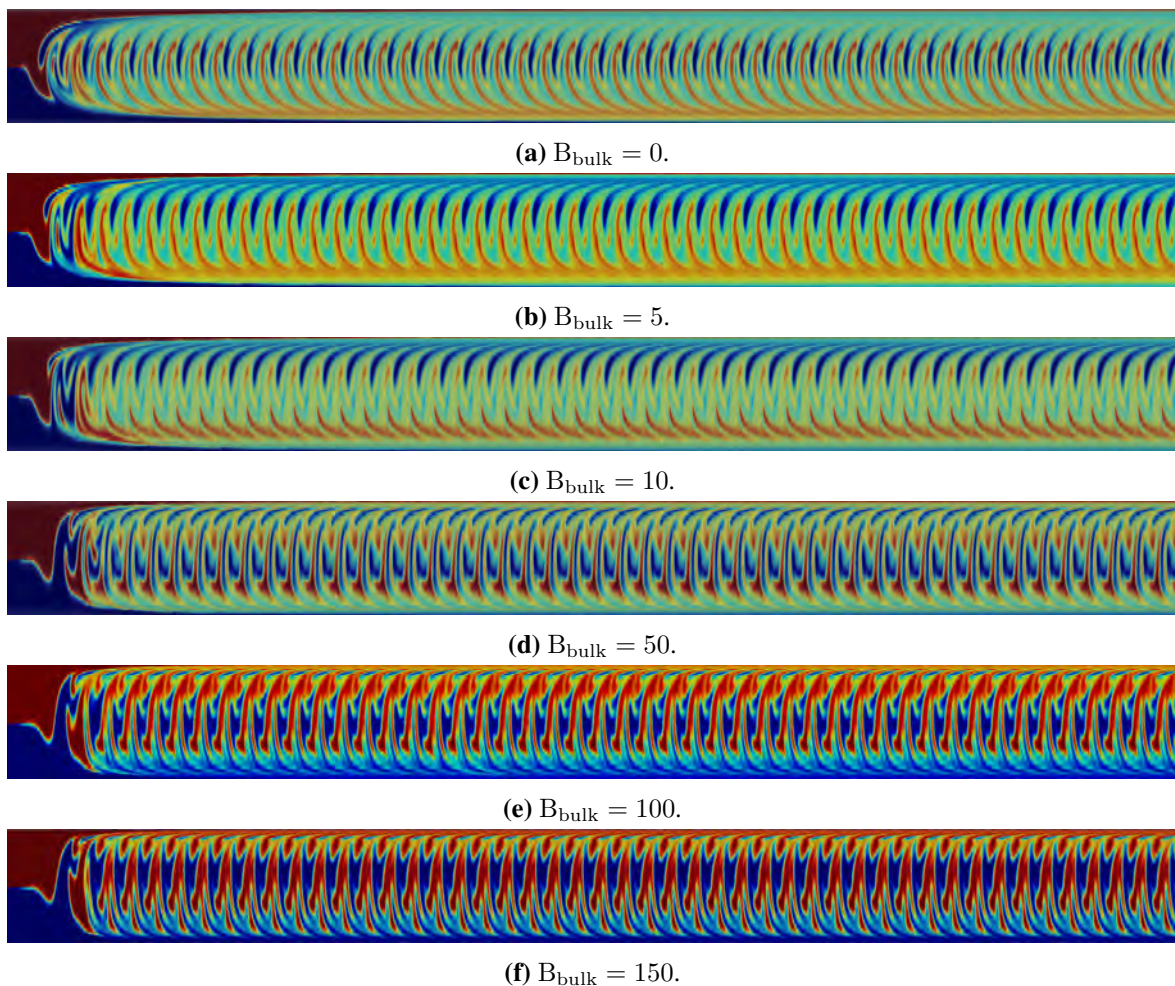 (a) B_bulk = 0.
(b) B_bulk = 5.
(c) B_bulk = 10.
(d) B_bulk = 50.
(e) B_bulk = 100.
(f) B_bulk = 150.